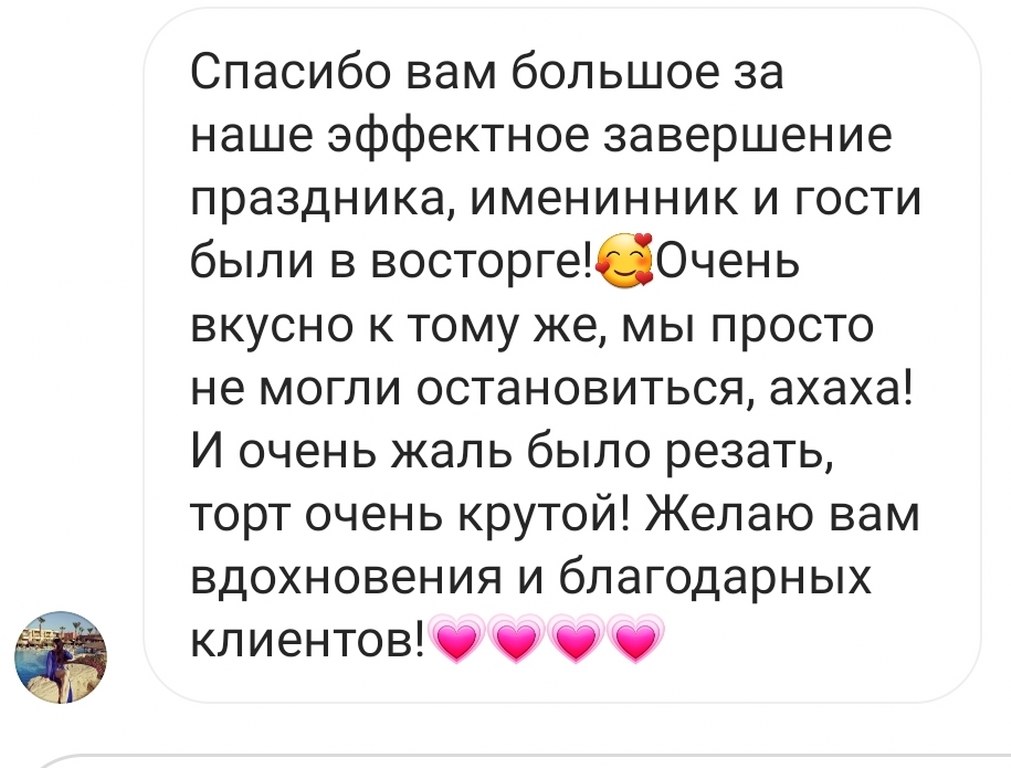 Спасибо вам большое за
наше эффектное завершение
праздника, именинник и гости
были в восторге!🥰Очень
вкусно к тому же, мы просто
не могли остановиться, ахаха!
И очень жаль было резать,
торт очень крутой! Желаю вам
вдохновения и благодарных
клиентов!💗💗💗💗